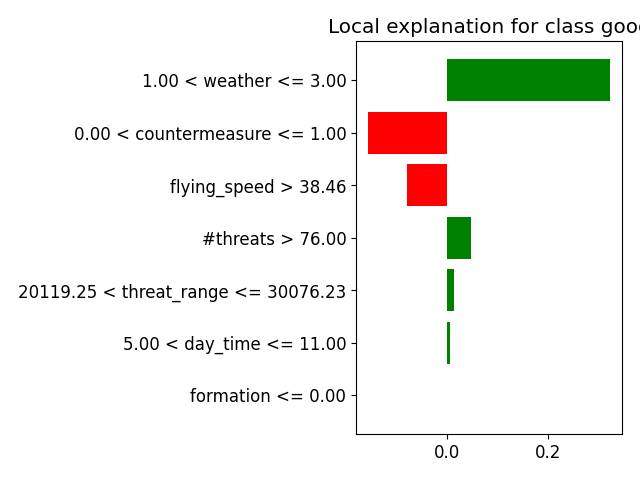 Local explanation for class good
1.00 < weather <= 3.00
0.00 < countermeasure <= 1.00
flying_speed > 38.46
#threats > 76.00
20119.25 < threat_range <= 30076.23
5.00 < day_time <= 11.00
formation <= 0.00
0.0 0.2